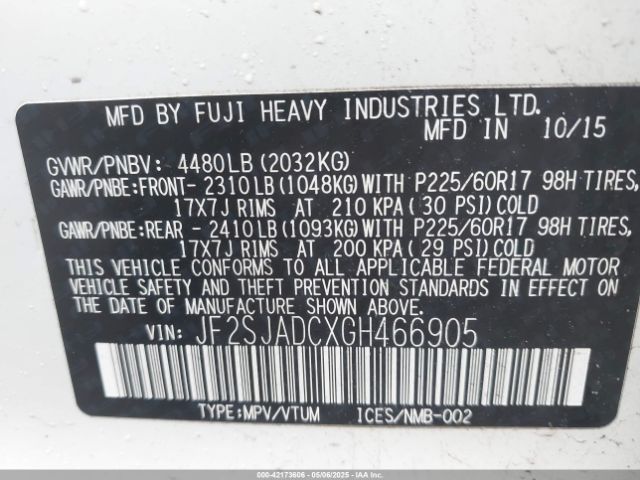 MFD BY FUJI HEAVY INDUSTRIES LTD.
MFD IN 10/15
GVWR/PNBV: 4480LB (2032KG)
GAWR/PNBE:FRONT- 2310LB (1048KG) WITH P225/60R17 98H TIRES,
17X7J RIMS AT 210 KPA (30 PSI) COLD
GAWR/PNBE:REAR - 2410LB (1093KG) WITH P225/60R17 98H TIRES,
17X7J RIMS AT 200 KPA (29 PSI) COLD
THIS VEHICLE CONFORMS TO ALL APPLICABLE FEDERAL MOTOR
VEHICLE SAFETY AND THEFT PREVENTION STANDARDS IN EFFECT ON
THE DATE OF MANUFACTURE SHOWN ABOVE.
VIN: JF2SJADCXGH466905
TYPE:MPV/VTUM ICES/NMB-002
000-42173606 - 05/06/2025 - IAAI.com